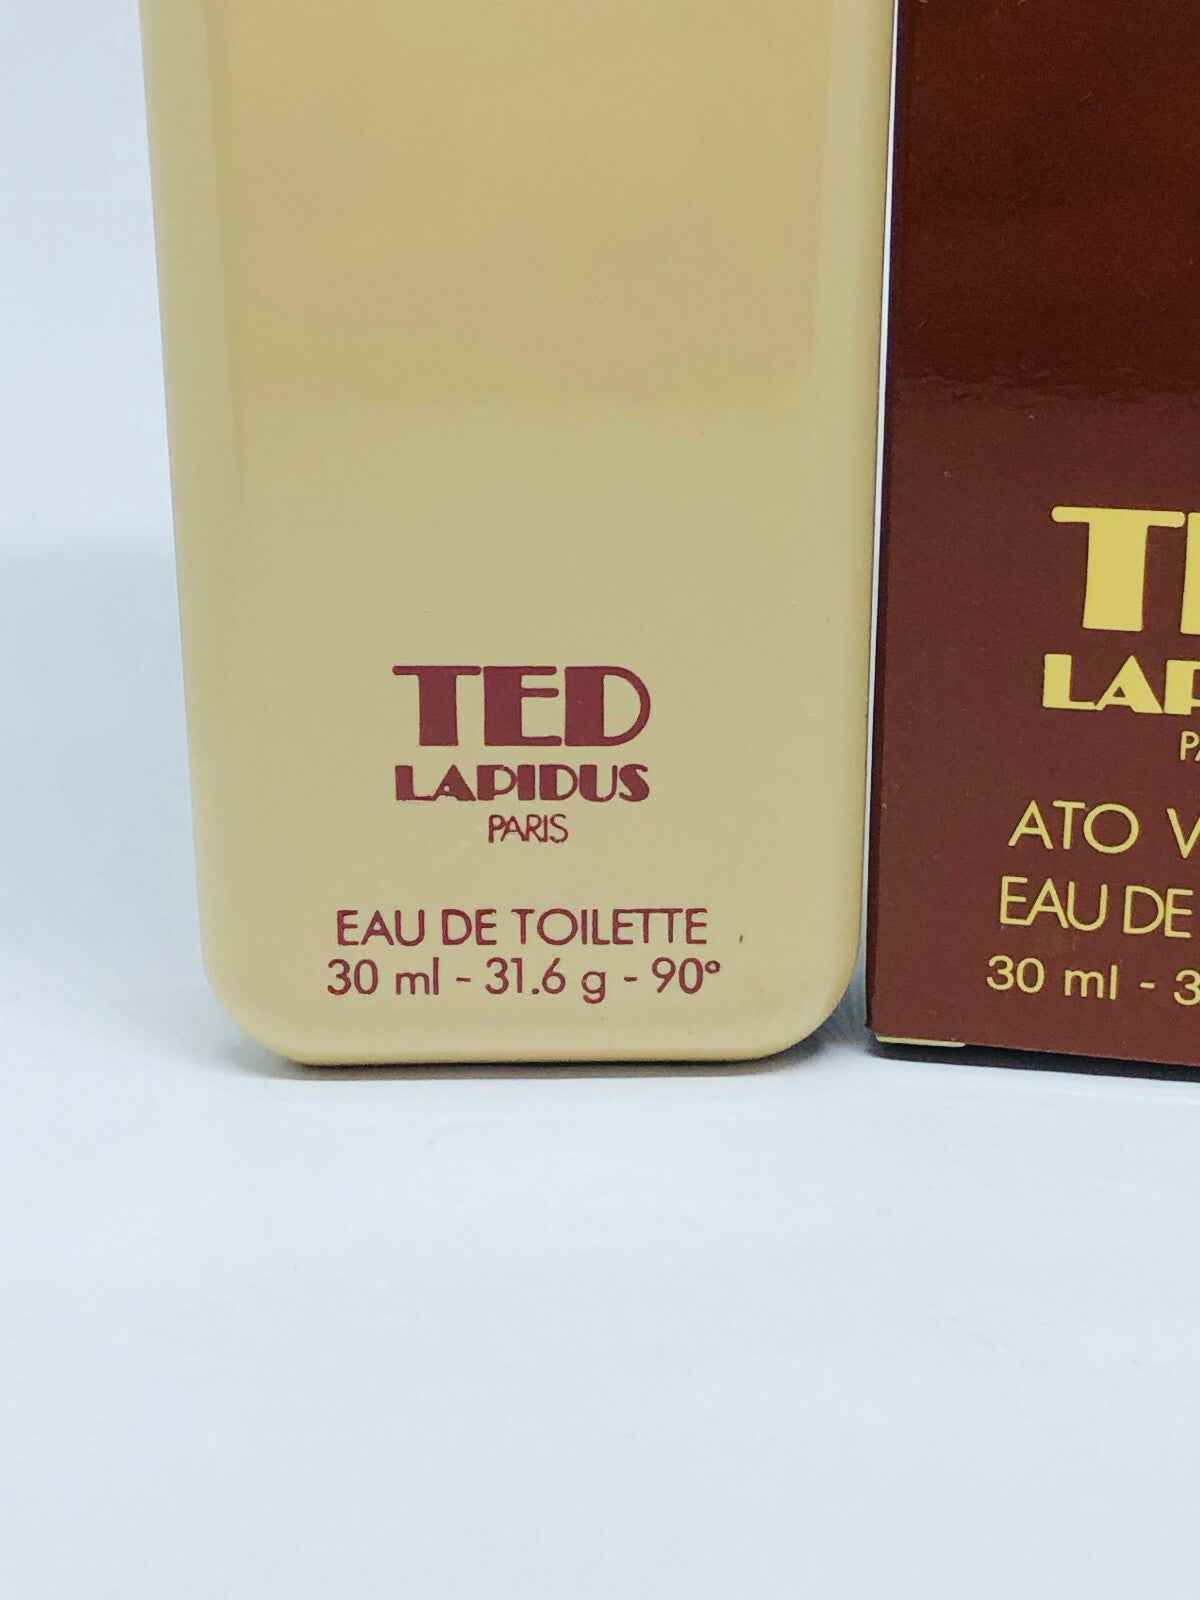 TED
LAPIDUS
PARIS
EAU DE TOILETTE
30 ml - 31.6 g - 90°
ATO
EAU DE
30 ml -